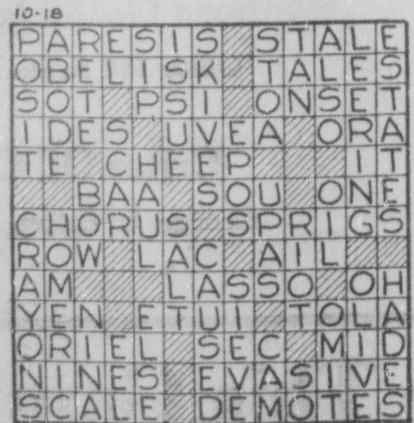 10-18
PARESIS STALE
OBELISK TALES
SOT PSI ONSET
IDES UVEA ORA
TE CHEEP IT
BAA SOU ONE
CHORUS SPRIGS
ROW LAC AIL
AM LASSO OH
YEN ETUI TOLA
ORIEL SEC MID
NINES EVASIVE
SCALE DEMOTES